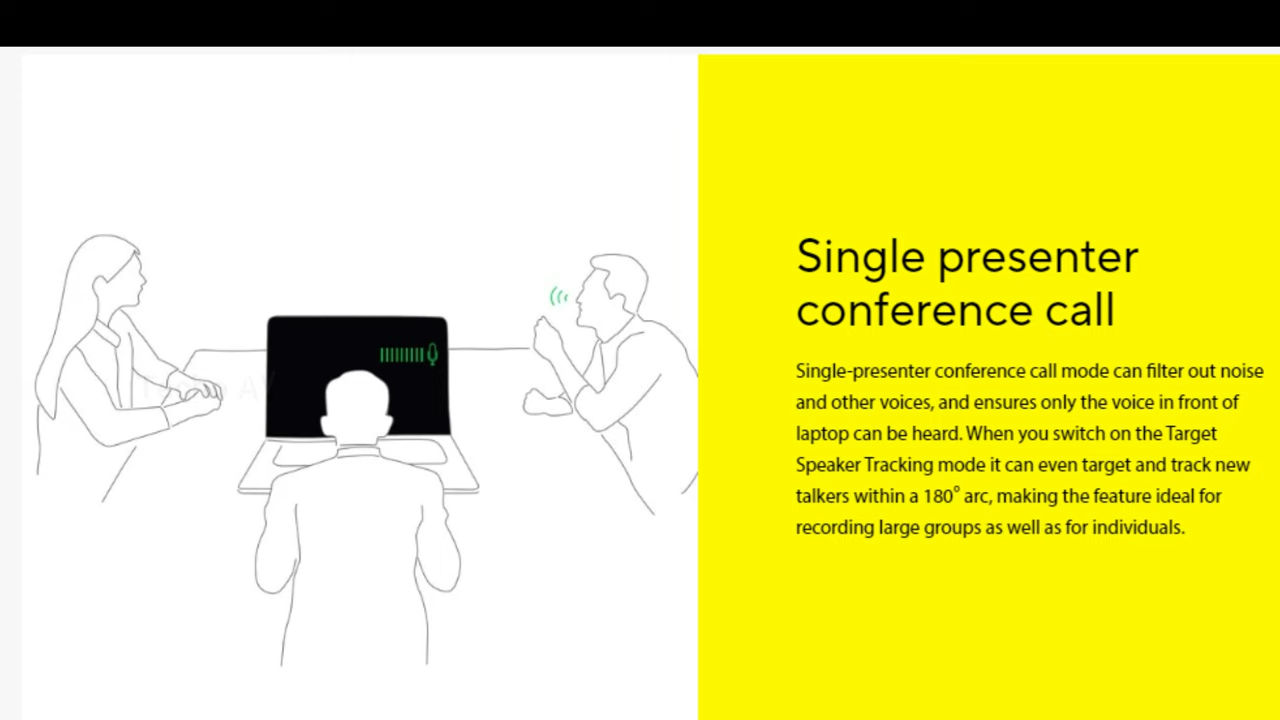 Single presenter
conference call
Single-presenter conference call mode can filter out noise
and other voices, and ensures only the voice in front of
laptop can be heard. When you switch on the Target
Speaker Tracking mode it can even target and track new
talkers within a 180° arc, making the feature ideal for
recording large groups as well as for individuals.